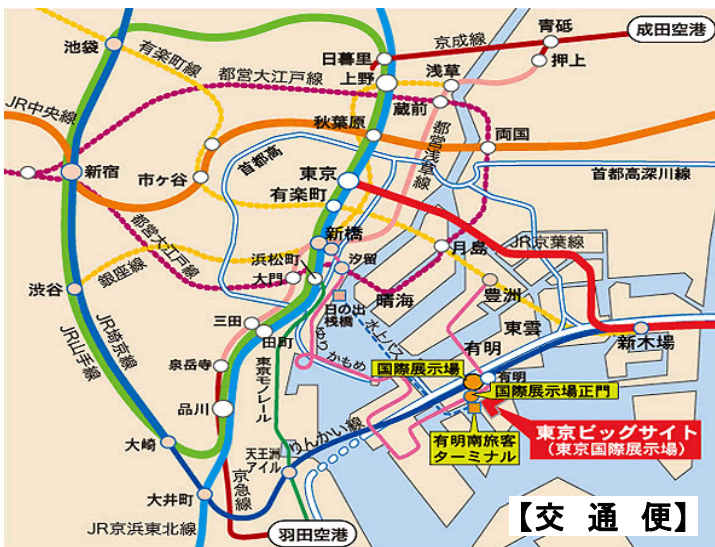 池袋
有楽町線
日暮里
京成線
青砥
成田空港
押上
上野
浅草
都営大江戸線
蔵前
JR中央線
秋葉原
両国
都営浅草線
首都高
新宿
市ヶ谷
東京
首都高深川線
有楽町
都営大江戸線
新橋
月島
JR京葉線
浜松町
汐留
大門
銀座線
渋谷
晴海
豊洲
日の出
桟橋
水上バス
東雲
三田
田町
ゆりかもめ
有明
新木場
JR埼京線
JR山手線
泉岳寺
東京モノレール
国際展示場
有明
国際展示場正門
品川
東京ビッグサイト
(東京国際展示場)
有明南旅客
ターミナル
りんかい線
大崎
天王洲
アイル
大井町
京急線
JR京浜東北線
羽田空港
【交通便】